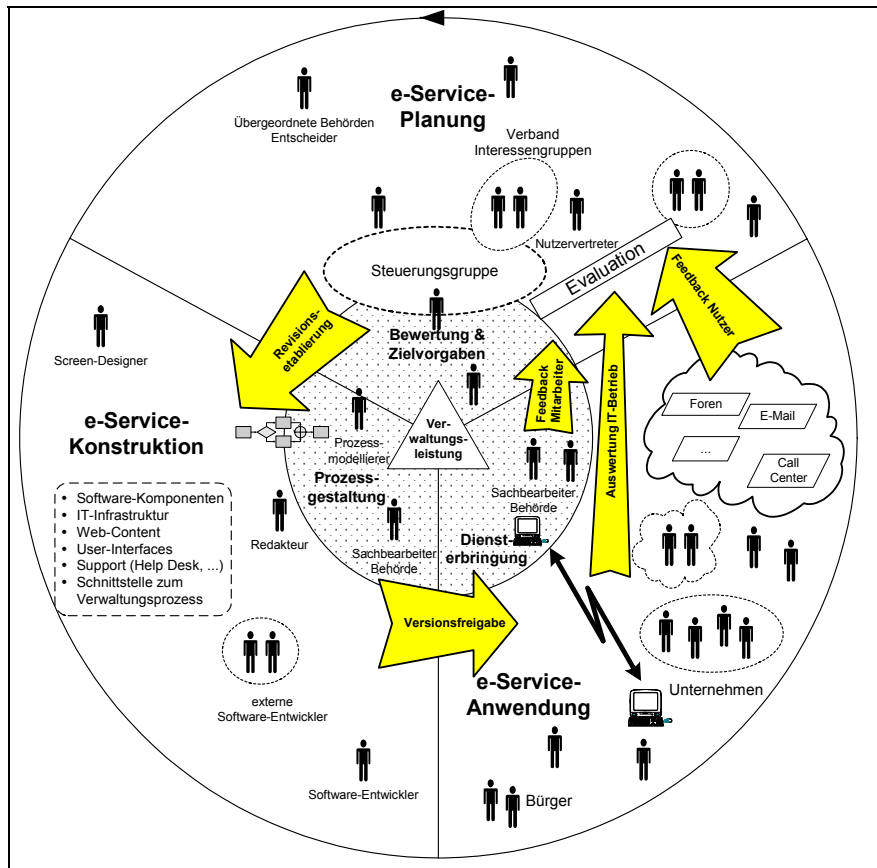 e-Service-
Planung
Übergeordnete Behörden
Entscheider
Verband
Interessengruppen
Nutzervertreter
Steuerungsgruppe
Evaluation
Feedback Nutzer
Revisions-
etablierung
Bewertung &
Zielvorgaben
Screen-Designer
Feedback
Mitarbeiter
Auswertung IT-Betrieb
Foren
E-Mail
...
Call
Center
e-Service-
Konstruktion
Prozess-
modellierer
Ver-
waltungs-
leistung
Prozess-
gestaltung
Sachbearbeiter
Behörde
• Software-Komponenten
• IT-Infrastruktur
• Web-Content
• User-Interfaces
• Support (Help Desk, ...)
• Schnittstelle zum
Verwaltungsprozess
Redakteur
Sachbearbeiter
Behörde
Dienst-
erbringung
Versionsfreigabe
e-Service-
Anwendung
Unternehmen
externe
Software-Entwickler
Software-Entwickler
Bürger